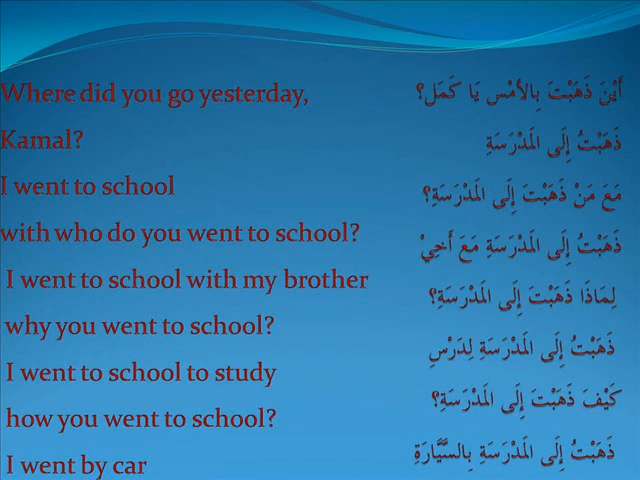 Where did you go yesterday,
Kamal?
I went to school
with who do you went to school?
I went to school with my brother
why you went to school?
I went to school to study
how you went to school?
I went by car
أَيْنَ ذَهَبْتَ بِالأمْس يَا كَمَل؟
ذَهَبْتُ إِلَى المَدْرَسَةِ
مَعَ مَنْ ذَهَبْتَ إِلَى المَدْرَسَةِ؟
ذَهَبْتُ إِلَى المَدْرَسَةِ مَعَ أَخِيْ
لِمَاذَا ذَهَبْتَ إِلَى المَدْرَسَةِ؟
ذَهَبْتُ إِلَى المَدْرَسَةِ لِدَرْسِ
كَيْفَ ذَهَبْتَ إِلَى المَدْرَسَةِ؟
ذَهَبْتُ إِلَى المَدْرَسَةِ بِالسَّيَّارَةِ